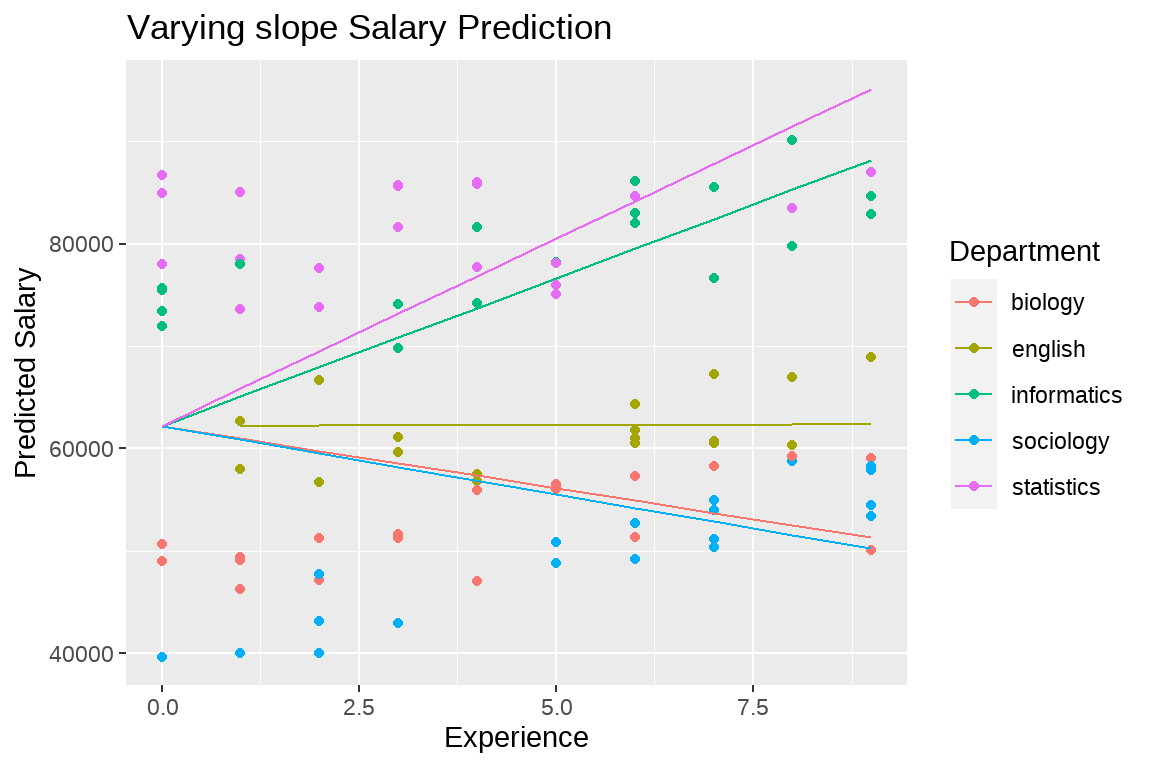 Varying slope Salary Prediction
Predicted Salary
80000
60000
40000
0.0 2.5 5.0 7.5
Experience
Department
biology
english
informatics
sociology
statistics